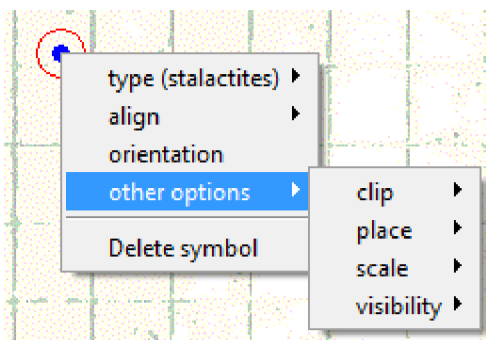 type (stalactites)
align
orientation
other options
Delete symbol
clip
place
scale
visibility